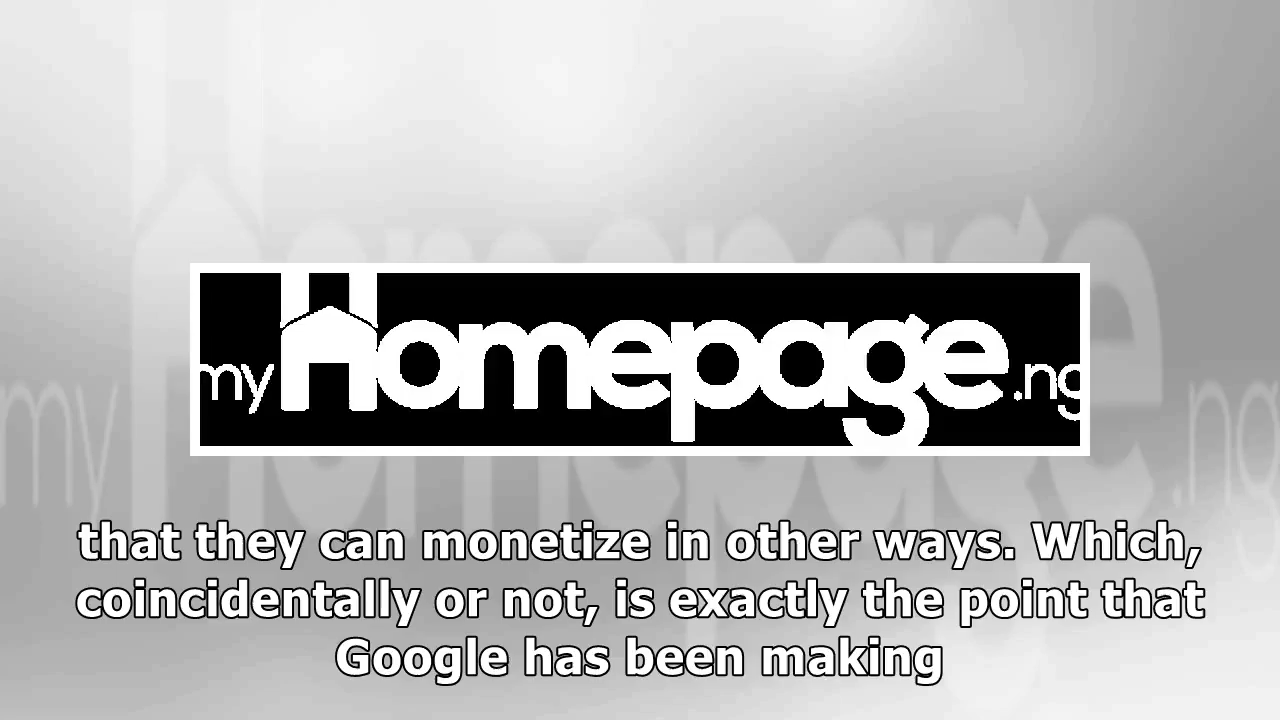 myHomepage.ng
that they can monetize in other ways. Which,
coincidentally or not, is exactly the point that
Google has been making